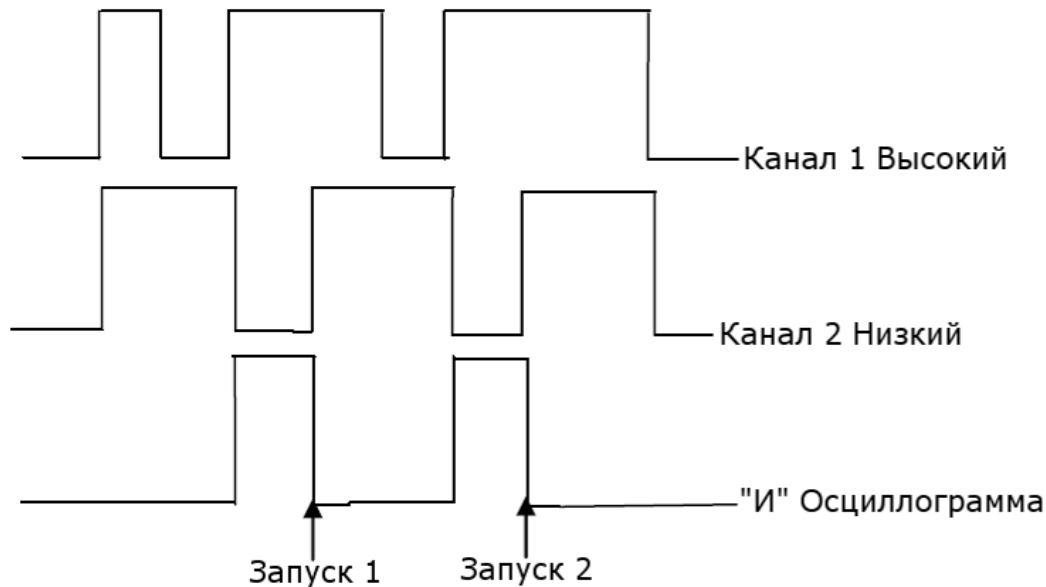 Канал 1 Высокий
Канал 2 Низкий
"И" Осциллограмма
Запуск 1
Запуск 2